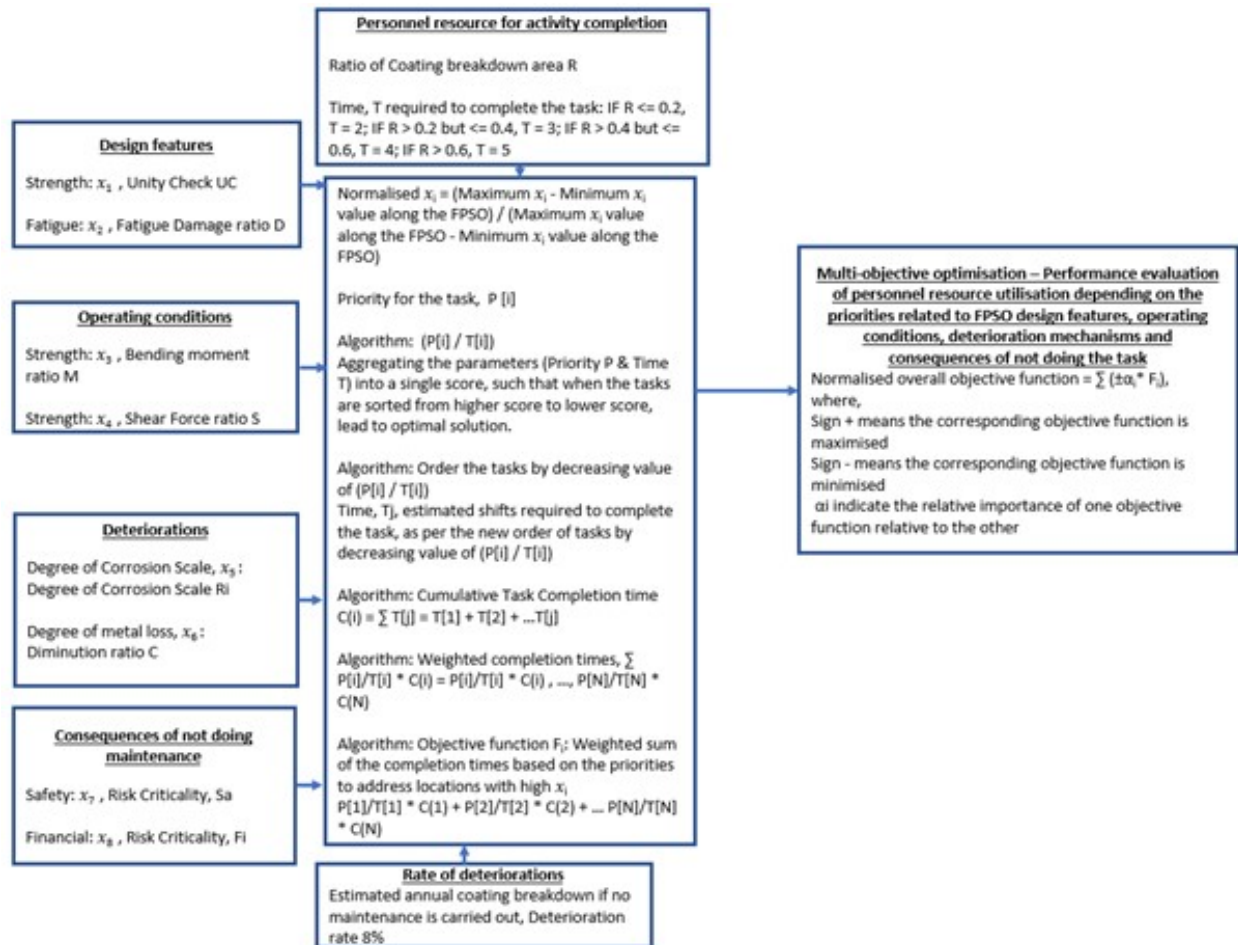 Personnel resource for activity completion
Ratio of Coating breakdown area R
Time, T required to complete the task: IF R <= 0.2,
T = 2; IF R > 0.2 but <= 0.4, T = 3; IF R > 0.4 but <=
0.6, T = 4; IF R > 0.6, T = 5
Design features
Strength: x₁ , Unity Check UC
Fatigue: x₂ , Fatigue Damage ratio D
Operating conditions
Strength: x₃ , Bending moment
ratio M
Strength: x₄ , Shear Force ratio S
Deteriorations
Degree of Corrosion Scale, x₅ :
Degree of Corrosion Scale Ri
Degree of metal loss, x₆ :
Diminution ratio C
Consequences of not doing
maintenance
Safety: x₇ , Risk Criticality, Sa
Financial: x₈ , Risk Criticality, Fi
Normalised xᵢ = (Maximum xᵢ - Minimum xᵢ
value along the FPSO) / (Maximum xᵢ value
along the FPSO - Minimum xᵢ value along the
FPSO)
Priority for the task, P [i]
Algorithm: (P[i] / T[i])
Aggregating the parameters (Priority P & Time
T) into a single score, such that when the tasks
are sorted from higher score to lower score,
lead to optimal solution.
Algorithm: Order the tasks by decreasing value
of (P[i] / T[i])
Time, Tj, estimated shifts required to complete
the task, as per the new order of tasks by
decreasing value of (P[i] / T[i])
Algorithm: Cumulative Task Completion time
C(i) = ∑ T[j] = T[1] + T[2] + ...T[j]
Algorithm: Weighted completion times, ∑
P[i]/T[i] * C(i) = P[i]/T[i] * C(i) , ..., P[N]/T[N] *
C(N)
Algorithm: Objective function Fᵢ: Weighted sum
of the completion times based on the priorities
to address locations with high xᵢ
P[1]/T[1] * C(1) + P[2]/T[2] * C(2) + ... P[N]/T[N]
* C(N)
Rate of deteriorations
Estimated annual coating breakdown if no
maintenance is carried out, Deterioration
rate 8%
Multi-objective optimisation – Performance evaluation
of personnel resource utilisation depending on the
priorities related to FPSO design features, operating
conditions, deterioration mechanisms and
consequences of not doing the task
Normalised overall objective function = ∑ (±αᵢ* Fᵢ),
where,
Sign + means the corresponding objective function is
maximised
Sign - means the corresponding objective function is
minimised
αi indicate the relative importance of one objective
function relative to the other